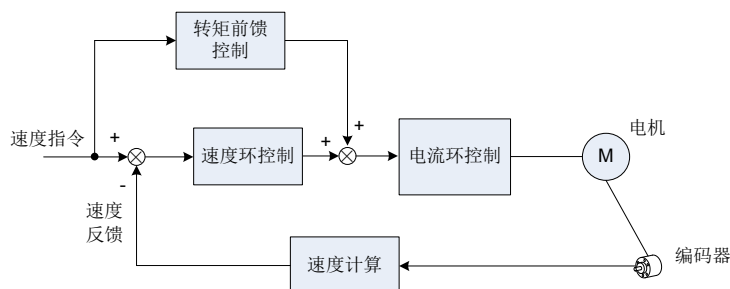 转矩前馈
控制
速度指令
+
+
+
速度环控制
电流环控制
电机
M
-
速度
反馈
速度计算
编码器